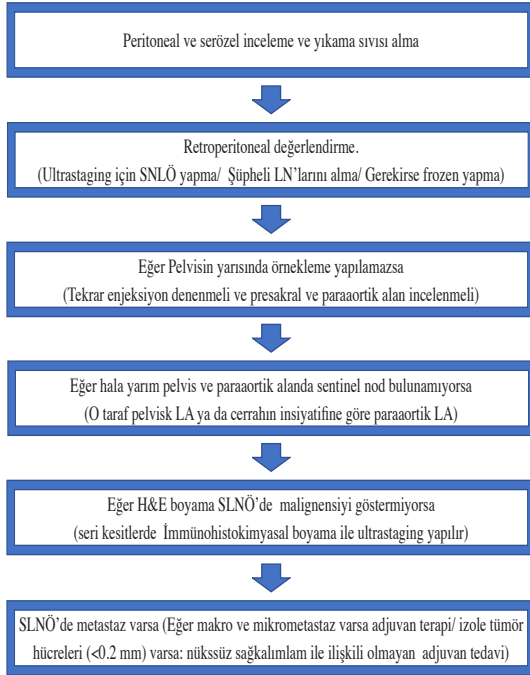 Peritoneal ve serözel inceleme ve yıkama sıvısı alma
Retroperitoneal değerlendirme.
(Ultrastaging için SNLÖ yapma/ Şüpheli LN’larını alma/ Gerekirse frozen yapma)
Eğer Pelvisin yarısında örnekleme yapılamazsa
(Tekrar enjeksiyon denenmeli ve presakral ve paraaortik alan incelenmeli)
Eğer hala yarım pelvis ve paraaortik alanda sentinel nod bulunamıyorsa
(O taraf pelvisk LA ya da cerrahın insiyatifine göre paraaortik LA)
Eğer H&E boyama SLNÖ’de malignensiyi göstermiyorsa
(seri kesitlerde İmmünohistokimyasal boyama ile ultrastaging yapılır)
SLNÖ’de metastaz varsa (Eğer makro ve mikrometastaz varsa adjuvan terapi/ izole tümör
hücreleri (<0.2 mm) varsa: nükssüz sağkalımlam ile ilişkili olmayan adjuvan tedavi)